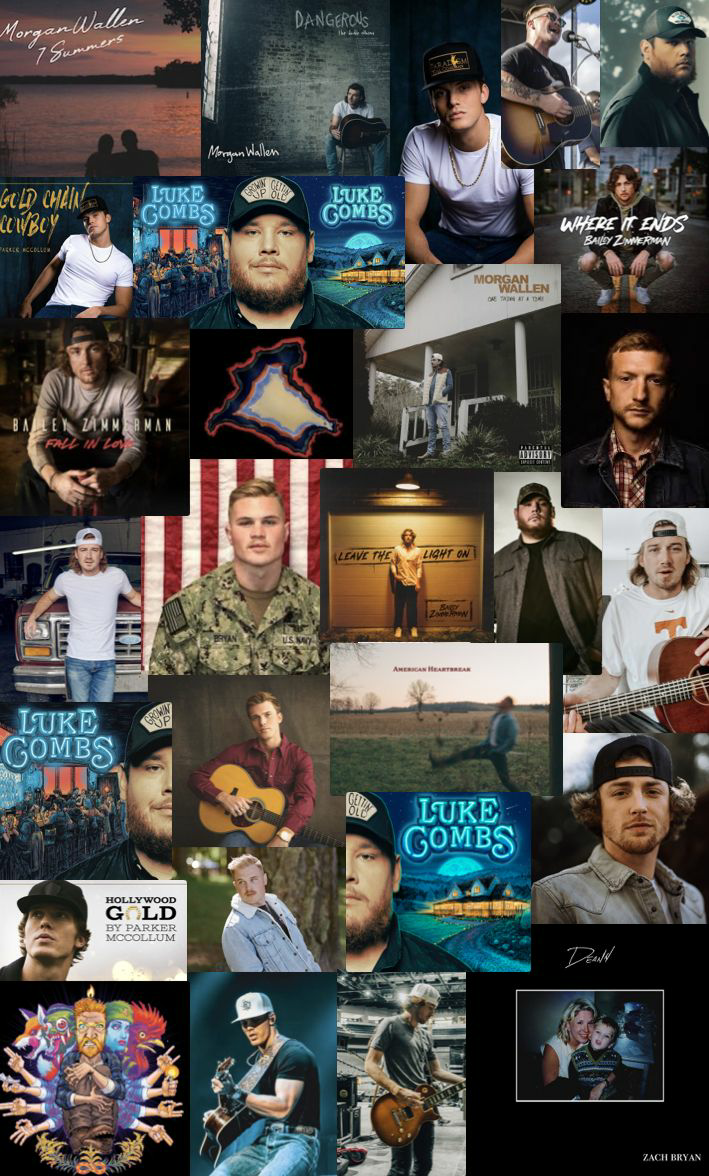 Morgan Wallen
7 Summers
DANGEROUS
the double album
Morgan Wallen
GOLD CHAIN
COWBOY
PARKER MCCOLLUM
LUKE
COMBS
GROWIN'
GETTIN'
OLD
LUKE
COMBS
WHERE IT ENDS
BAILEY ZIMMERMAN
MORGAN
WALLEN
ONE THING AT A TIME
PARENTAL
ADVISORY
EXPLICIT CONTENT
BAILEY ZIMMERMAN
FALL IN LOVE
BRYAN
U.S. NAVY
LEAVE THE LIGHT ON
BAILEY
ZIMMERMAN
T
AMERICAN HEARTBREAK
LUKE
COMBS
GROWIN'
UP
GETTIN'
OLD
LUKE
COMBS
HOLLYWOOD
GOLD
BY PARKER
MCCOLLUM
DEANN
ZACH BRYAN